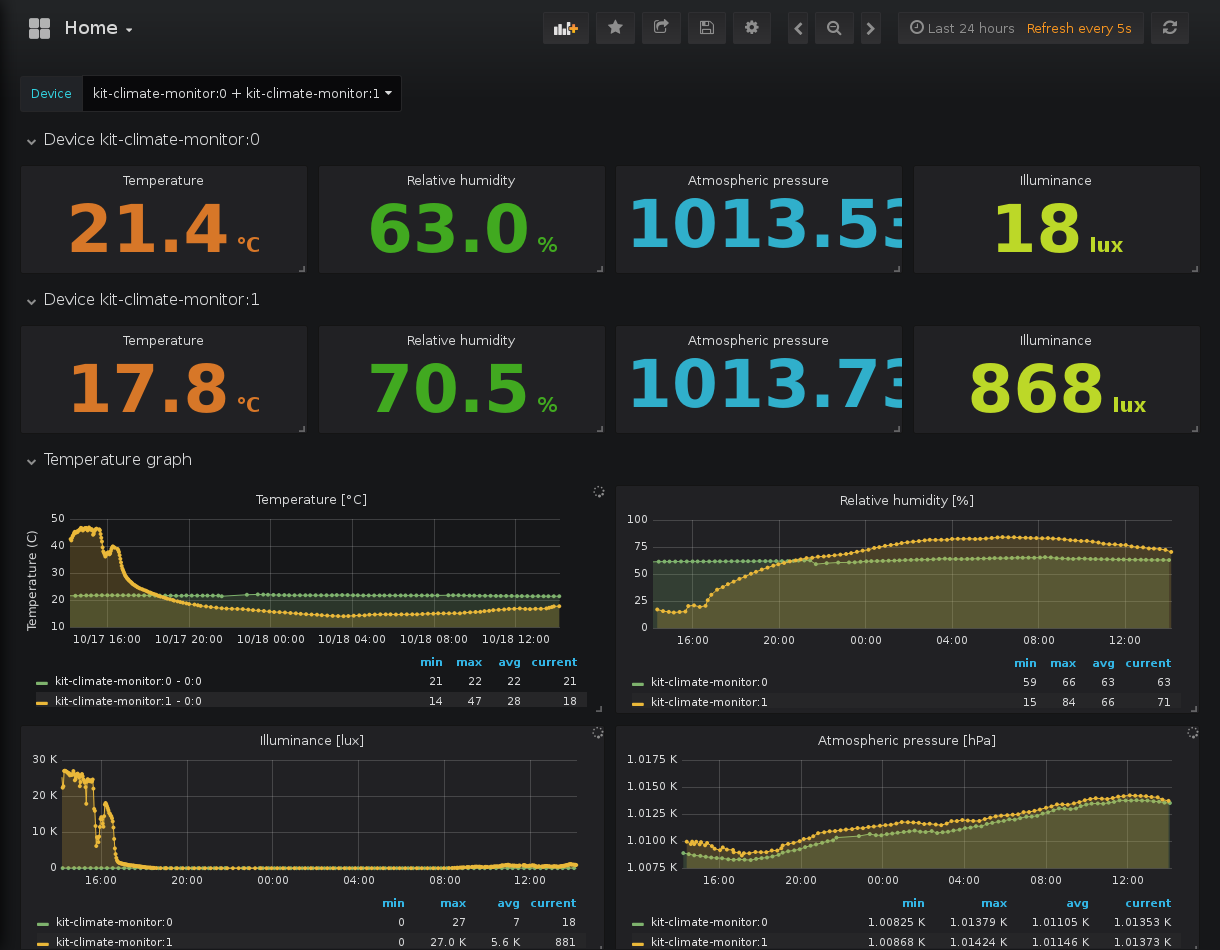 Home
Last 24 hours Refresh every 5s
Device kit-climate-monitor:0 + kit-climate-monitor:1
Device kit-climate-monitor:0
Temperature Relative humidity Atmospheric pressure Illuminance
21.4 °C 63.0 % 1013.53 18 lux
Device kit-climate-monitor:1
Temperature Relative humidity Atmospheric pressure Illuminance
17.8 °C 70.5 % 1013.73 868 lux
Temperature graph
Temperature [°C]
Temperature (C)
50
40
30
20
10
10/17 16:00 10/17 20:00 10/18 00:00 10/18 04:00 10/18 08:00 10/18 12:00
min max avg current
kit-climate-monitor:0 - 0:0 21 22 22 21
kit-climate-monitor:1 - 0:0 14 47 28 18
Relative humidity [%]
100
75
50
25
0
16:00 20:00 00:00 04:00 08:00 12:00
min max avg current
kit-climate-monitor:0 59 66 63 63
kit-climate-monitor:1 15 84 66 71
Illuminance [lux]
30 K
20 K
10 K
0
16:00 20:00 00:00 04:00 08:00 12:00
min max avg current
kit-climate-monitor:0 0 27 7 18
kit-climate-monitor:1 0 27.0 K 5.6 K 881
Atmospheric pressure [hPa]
1.0175 K
1.0150 K
1.0125 K
1.0100 K
1.0075 K
16:00 20:00 00:00 04:00 08:00 12:00
min max avg current
kit-climate-monitor:0 1.00825 K 1.01379 K 1.01105 K 1.01353 K
kit-climate-monitor:1 1.00868 K 1.01424 K 1.01146 K 1.01373 K